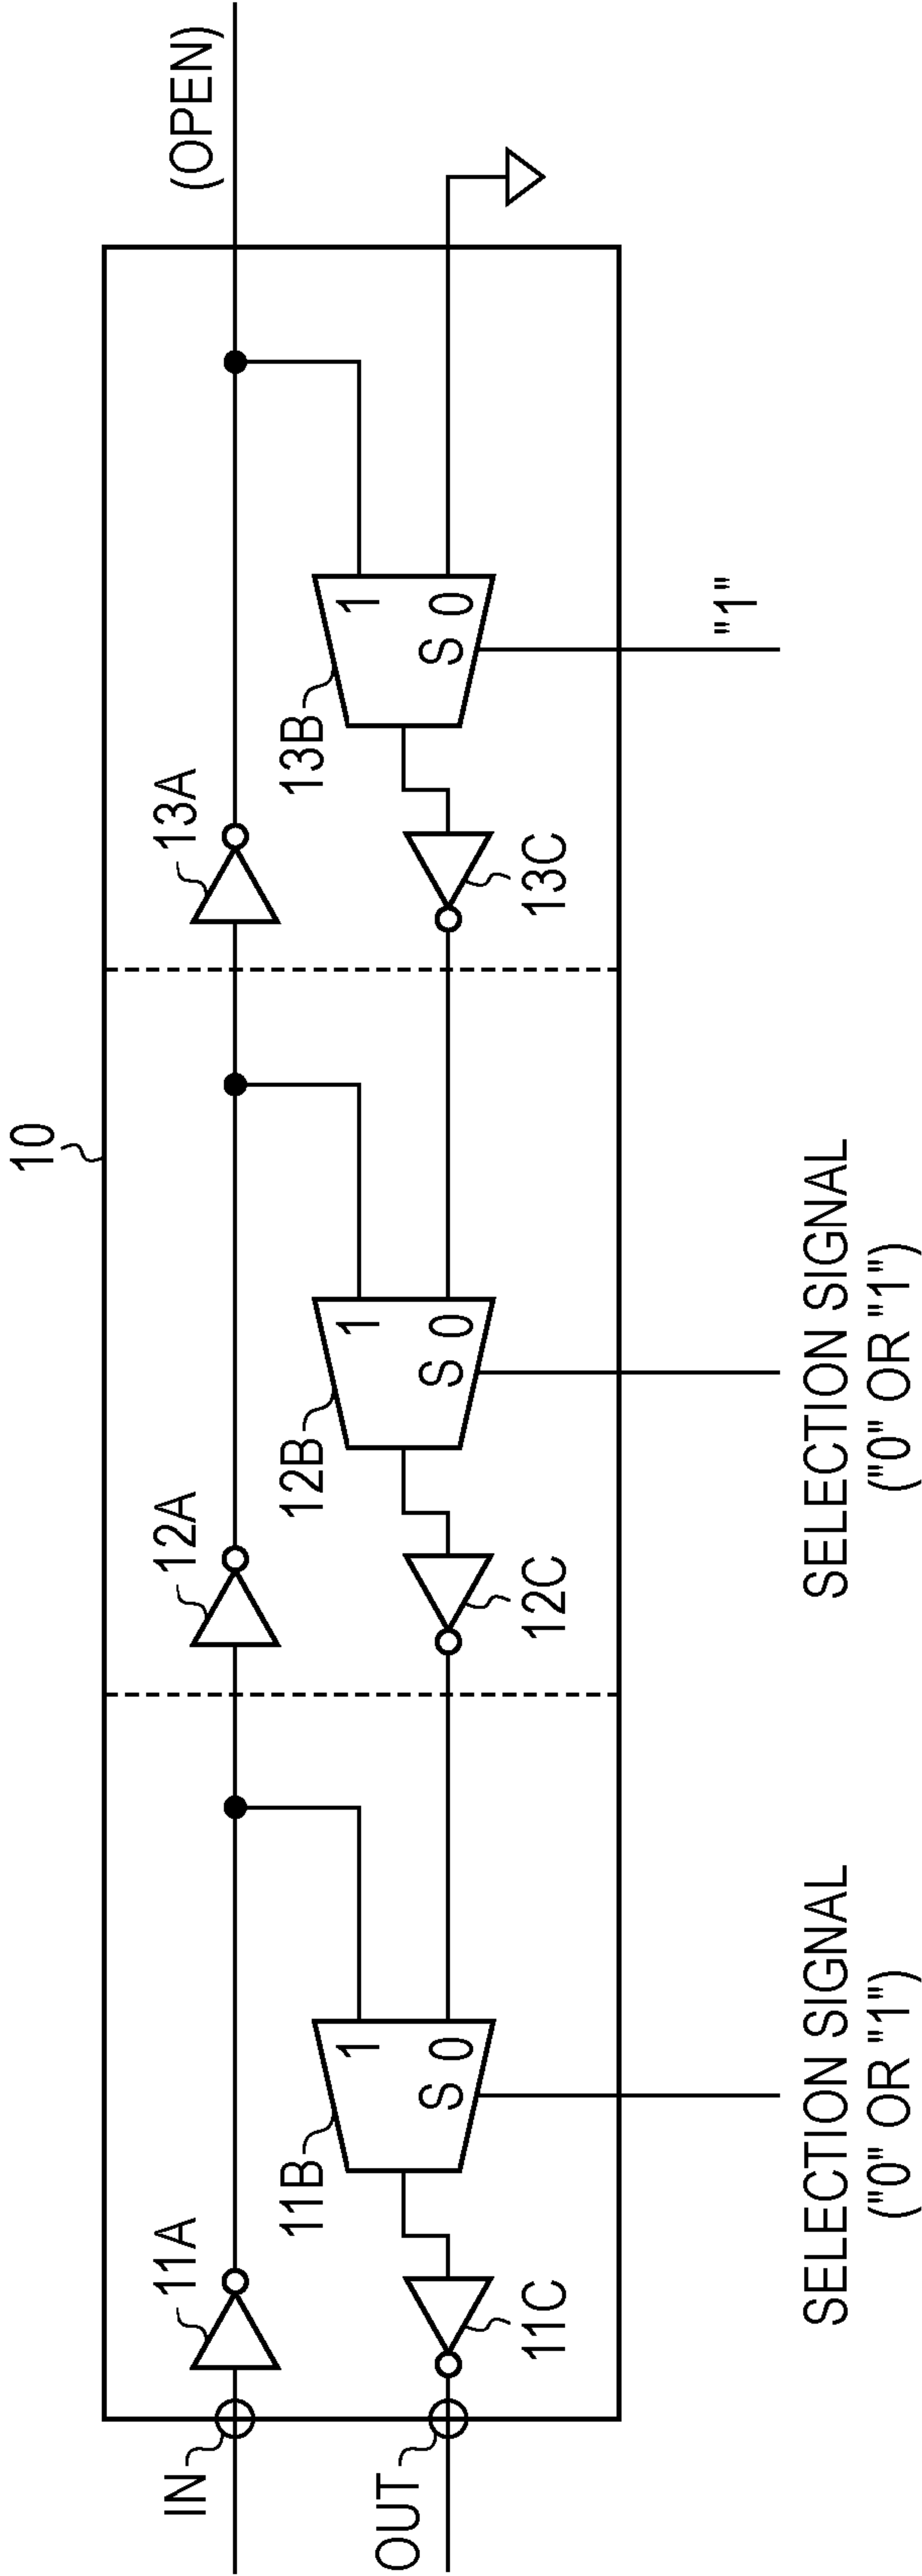 10
(OPEN)
IN
11A
12A
13A
11B
1
S 0
12B
1
S 0
13B
1
S 0
OUT
11C
12C
13C
"1"
SELECTION SIGNAL
("0" OR "1")
SELECTION SIGNAL
("0" OR "1")